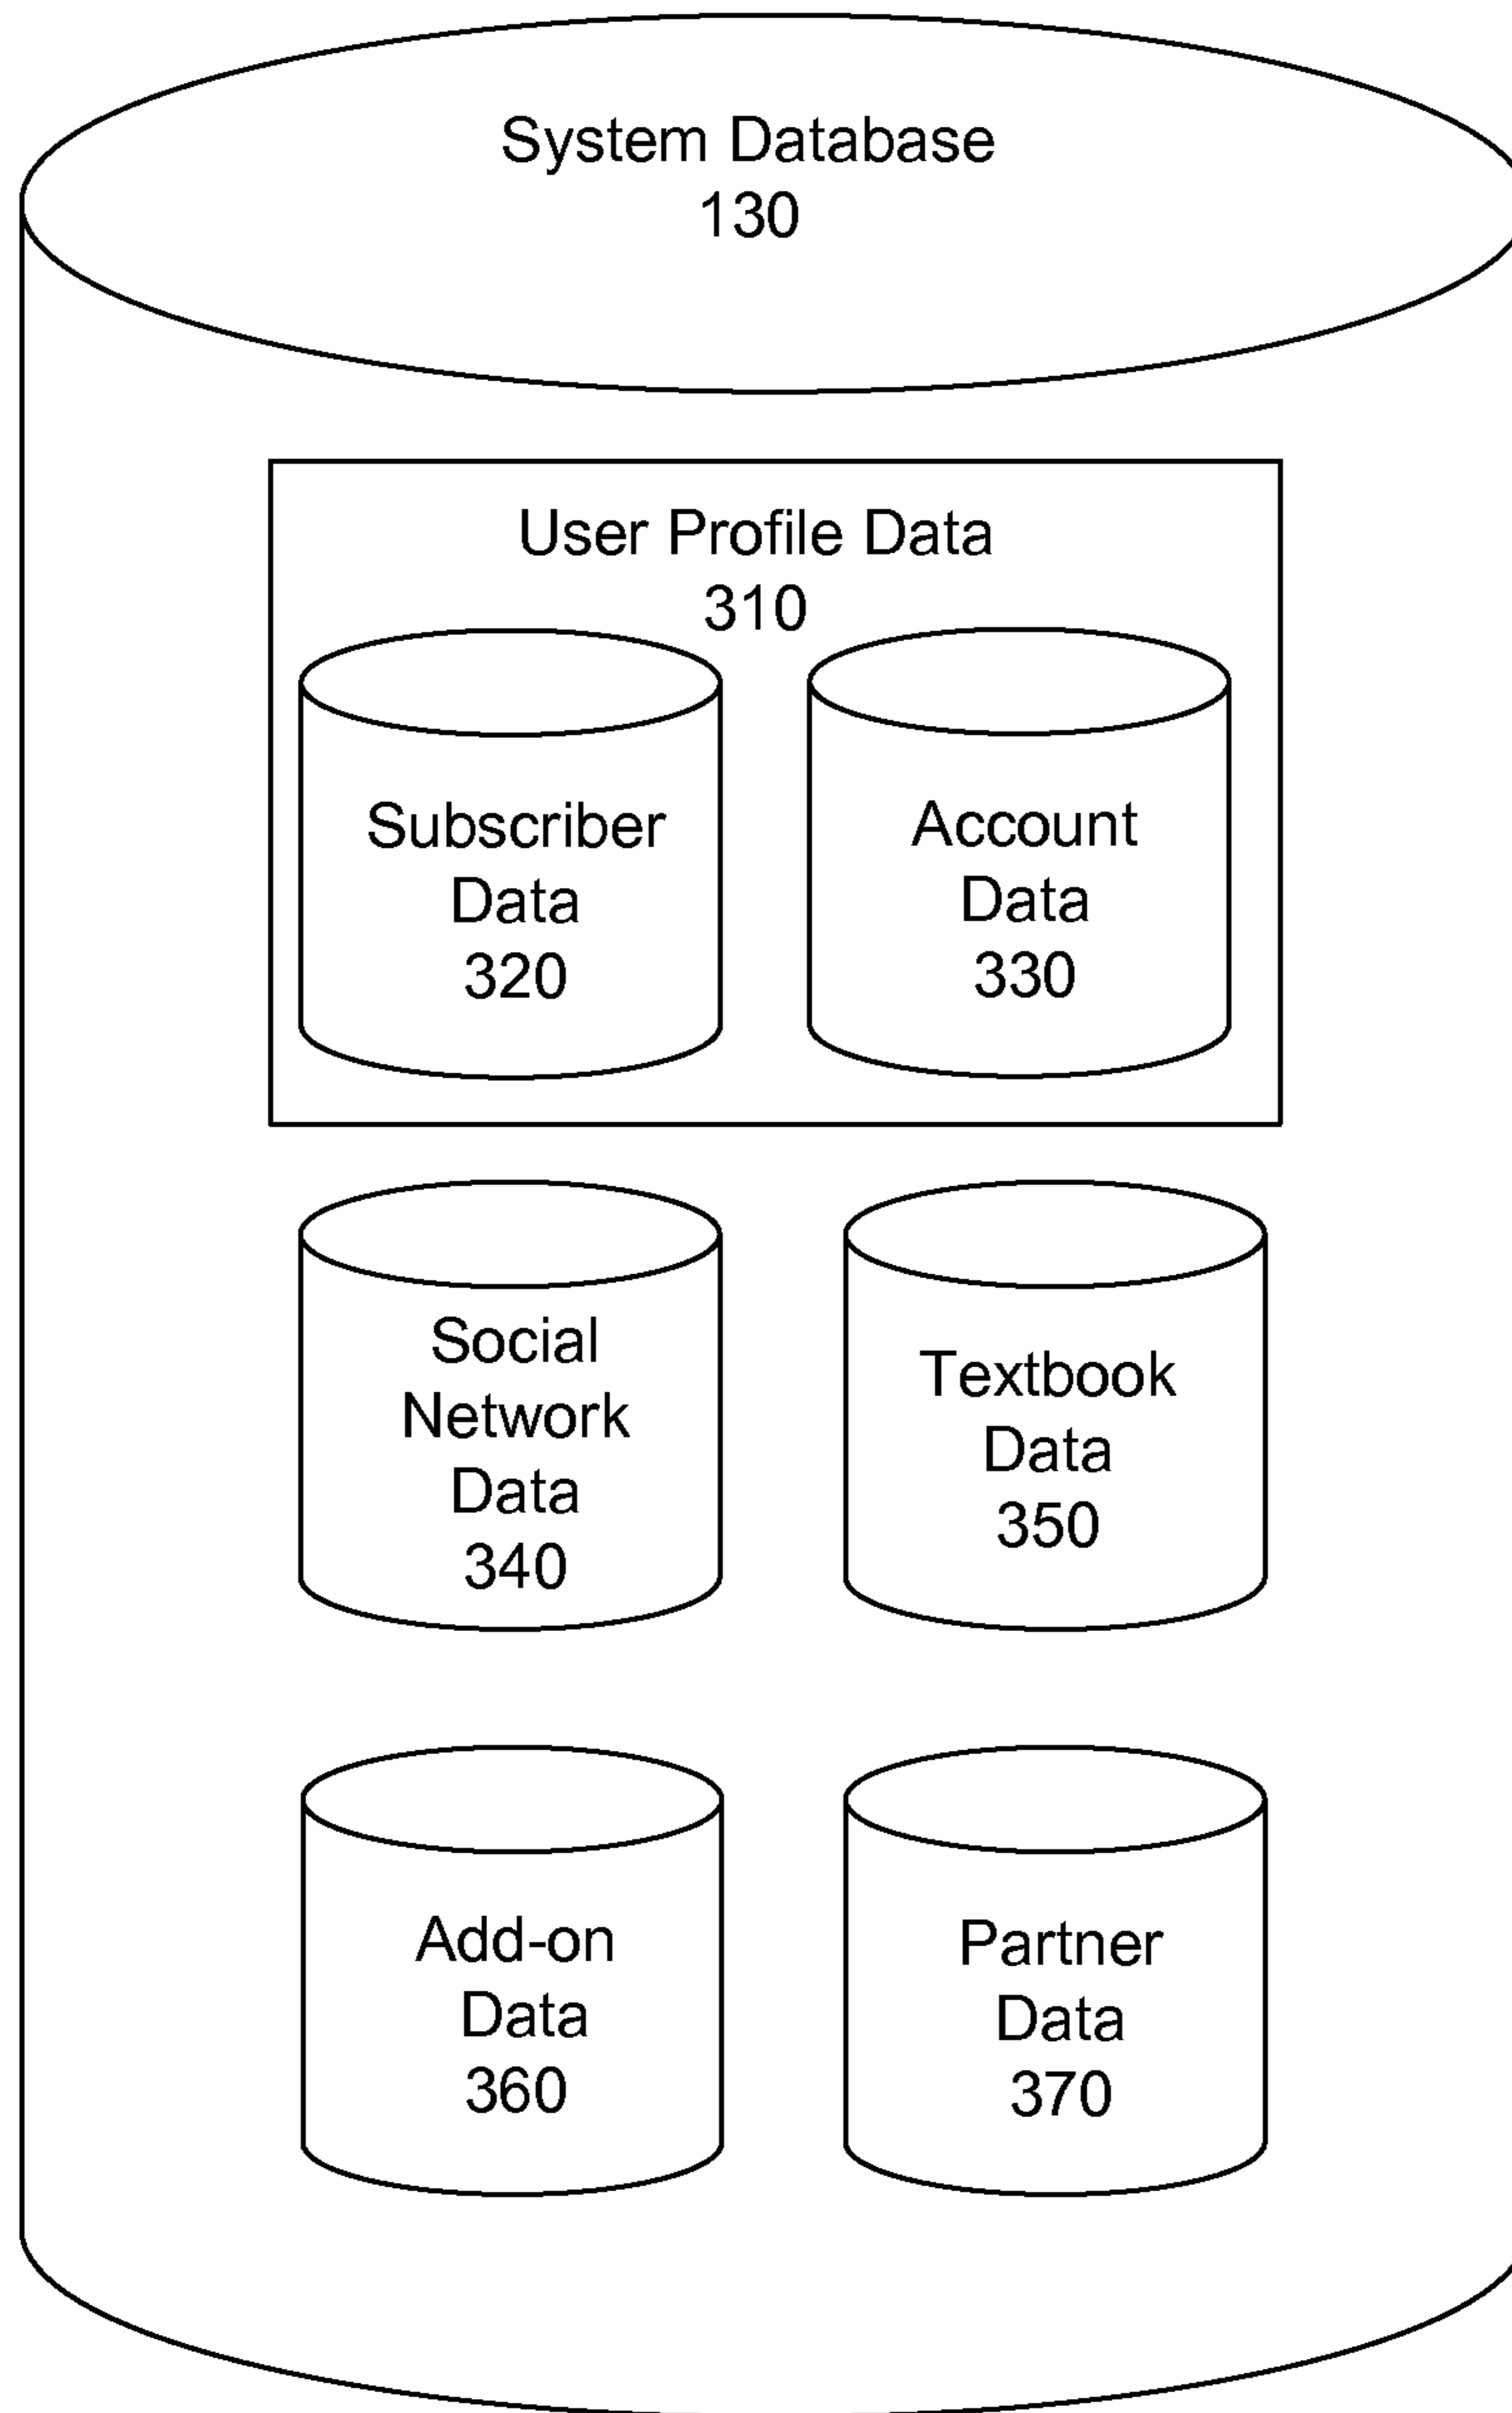 System Database
130
User Profile Data
310
Subscriber
Data
320
Account
Data
330
Social
Network
Data
340
Textbook
Data
350
Add-on
Data
360
Partner
Data
370